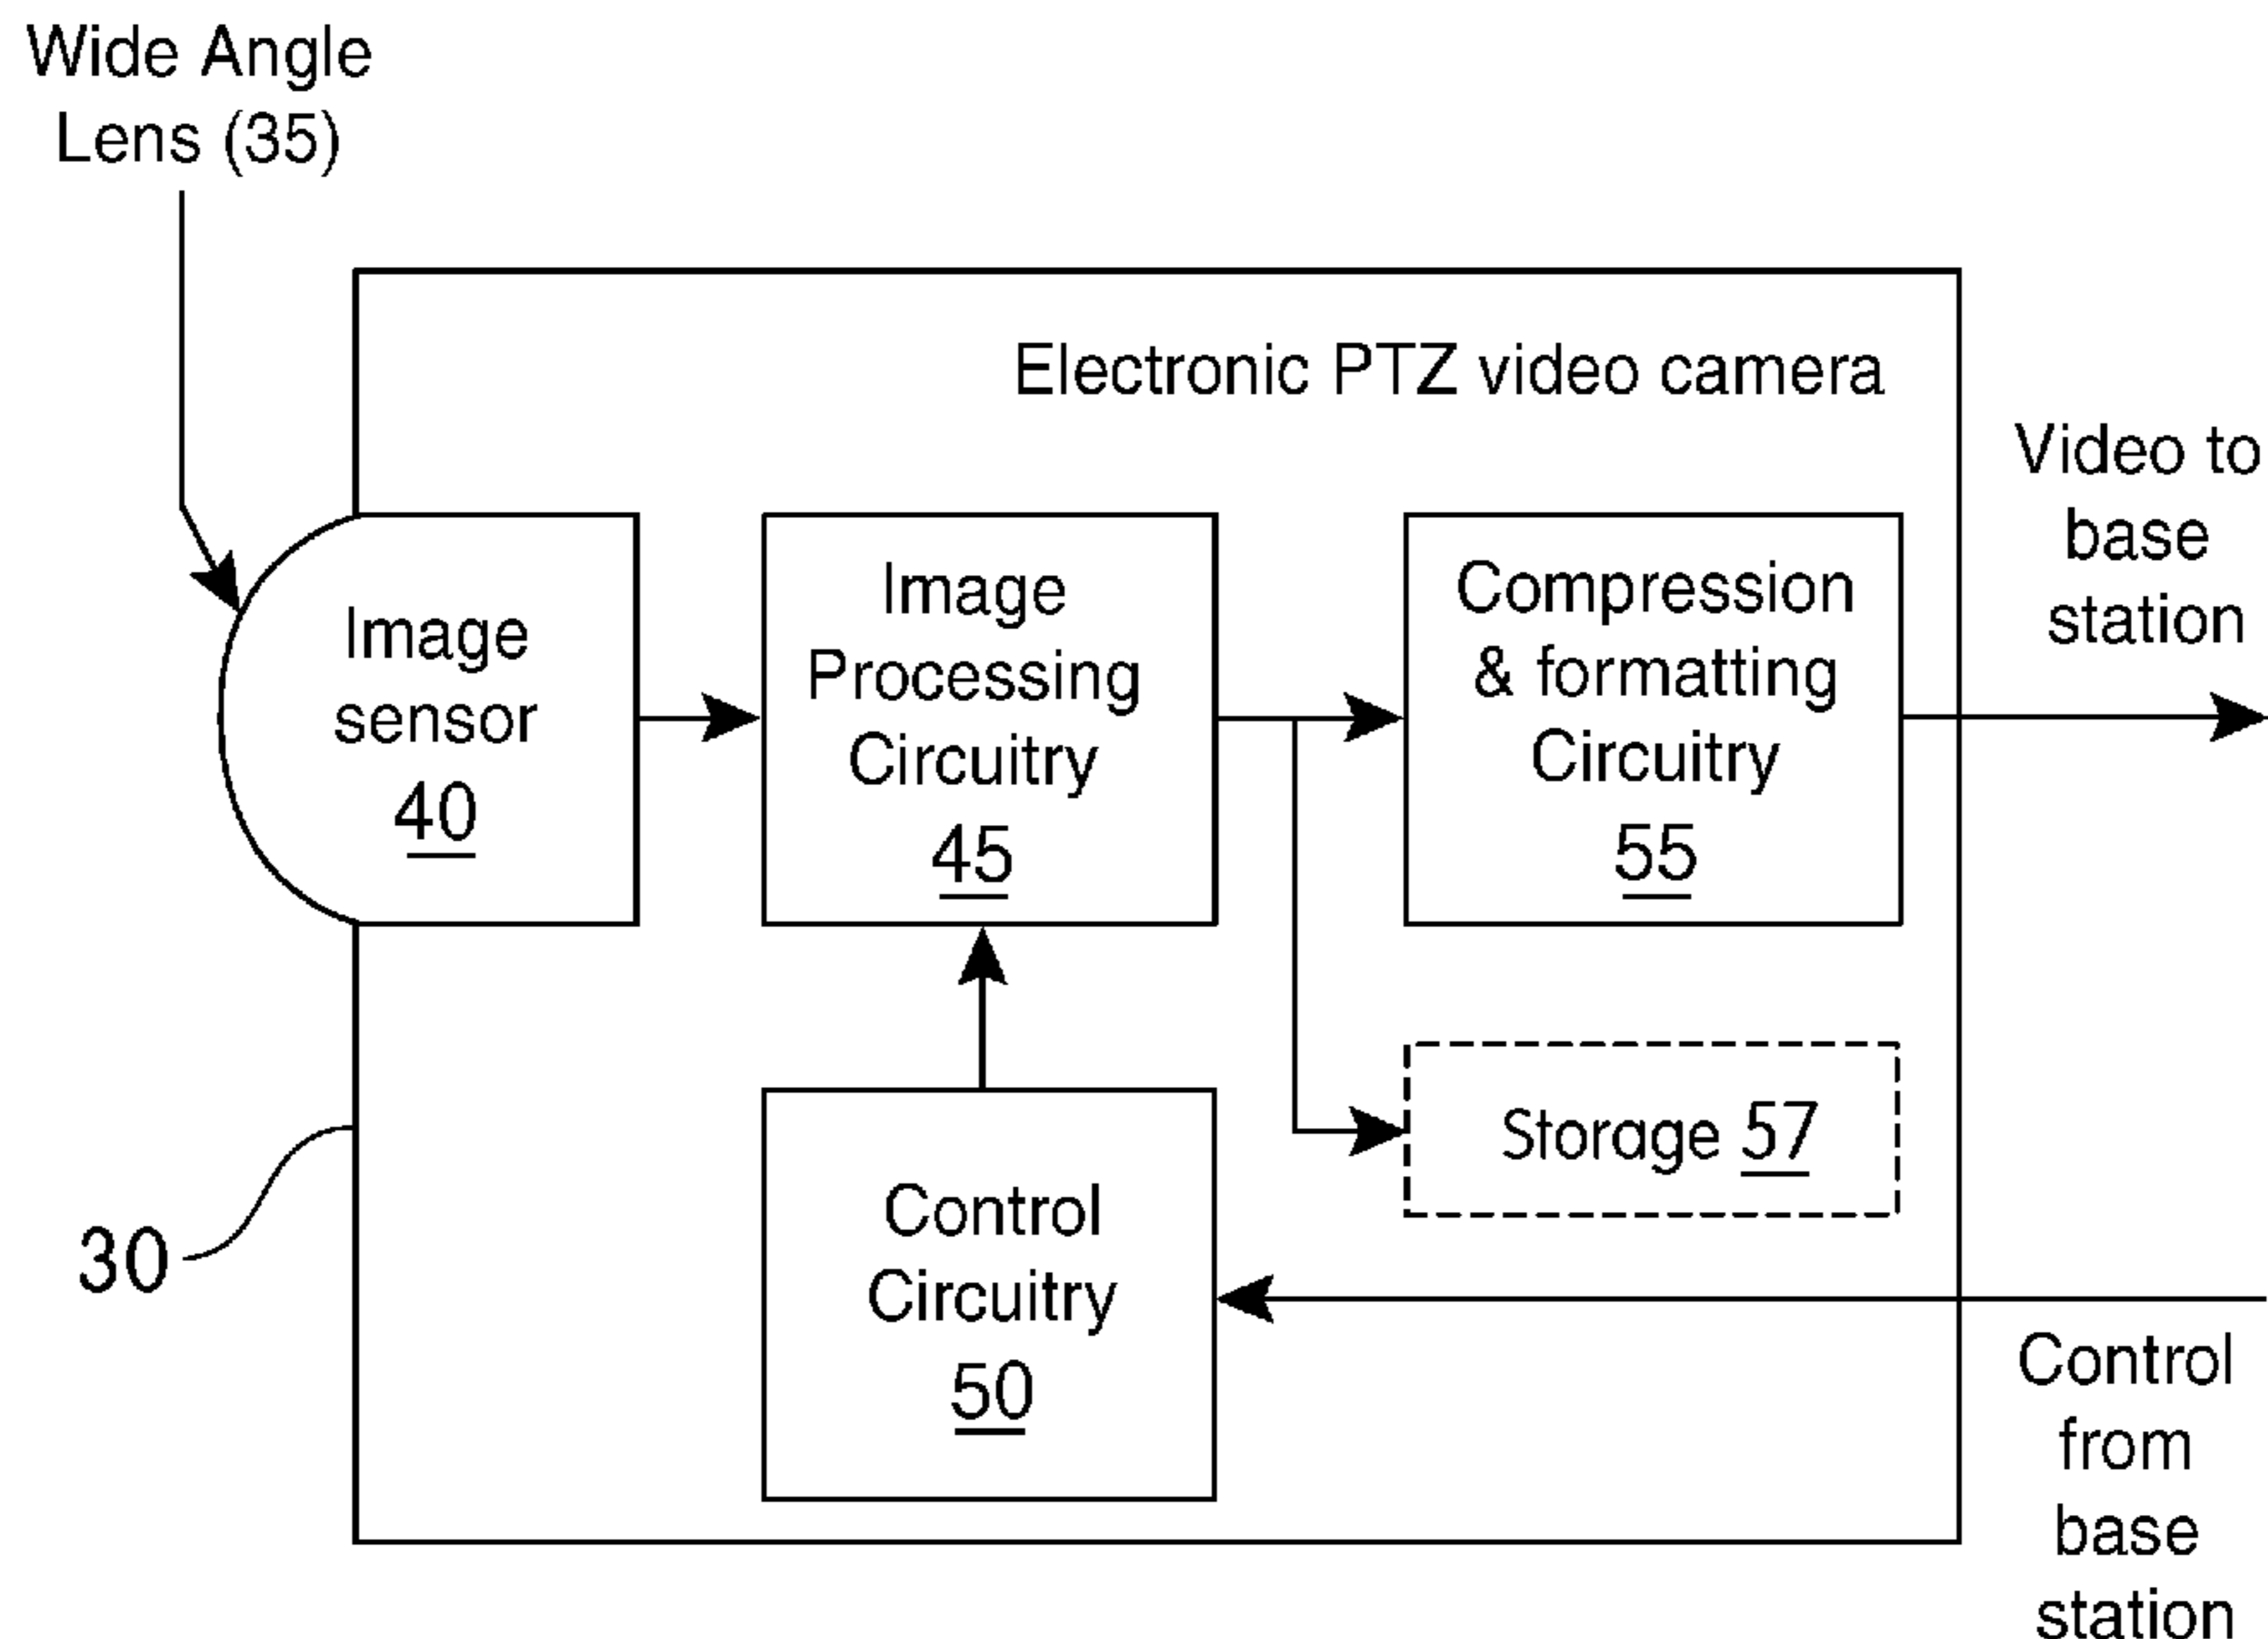 Wide Angle
Lens (35)
Electronic PTZ video camera
Image
sensor
40
Image
Processing
Circuitry
45
Compression
& formatting
Circuitry
55
Video to
base
station
Storage 57
Control
Circuitry
50
30
Control
from
base
station